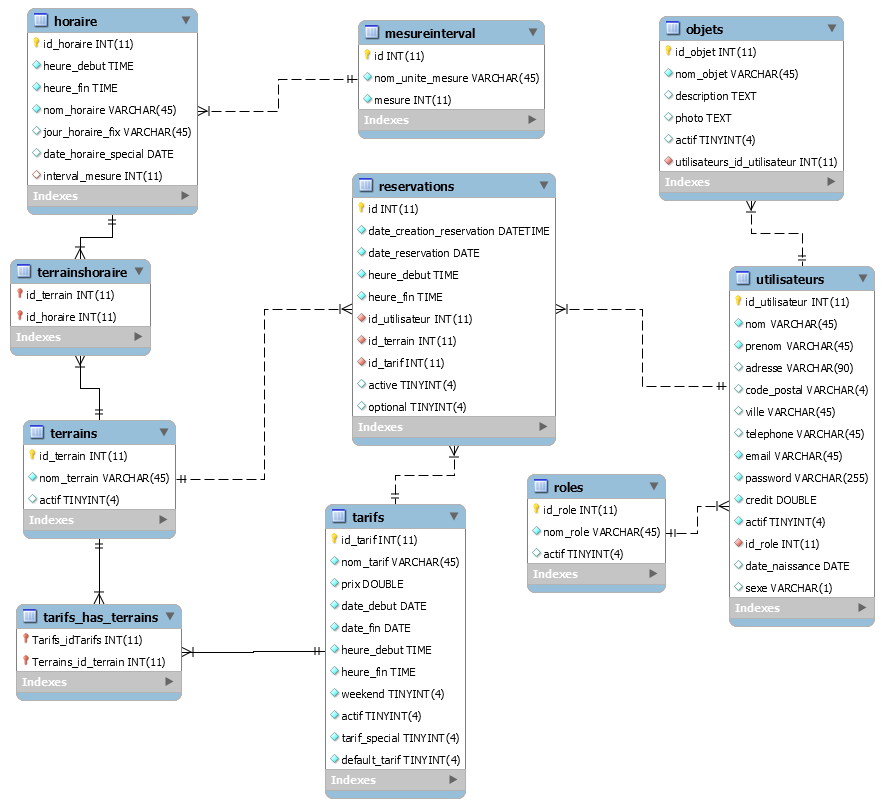 horaire
id_horaire INT(11)
heure_debut TIME
heure_fin TIME
nom_horaire VARCHAR(45)
jour_horaire_fix VARCHAR(45)
date_horaire_special DATE
interval_mesure INT(11)
Indexes
mesureinterval
id INT(11)
nom_unite_mesure VARCHAR(45)
mesure INT(11)
Indexes
objets
id_objet INT(11)
nom_objet VARCHAR(45)
description TEXT
photo TEXT
actif TINYINT(4)
utilisateurs_id_utilisateur INT(11)
Indexes
terrainshoraire
id_terrain INT(11)
id_horaire INT(11)
Indexes
reservations
id INT(11)
date_creation_reservation DATETIME
date_reservation DATE
heure_debut TIME
heure_fin TIME
id_utilisateur INT(11)
id_terrain INT(11)
id_tarif INT(11)
active TINYINT(4)
optional TINYINT(4)
Indexes
utilisateurs
id_utilisateur INT(11)
nom VARCHAR(45)
prenom VARCHAR(45)
adresse VARCHAR(90)
code_postal VARCHAR(4)
ville VARCHAR(45)
telephone VARCHAR(45)
email VARCHAR(45)
password VARCHAR(255)
credit DOUBLE
actif TINYINT(4)
id_role INT(11)
date_naissance DATE
sexe VARCHAR(1)
Indexes
terrains
id_terrain INT(11)
nom_terrain VARCHAR(45)
actif TINYINT(4)
Indexes
roles
id_role INT(11)
nom_role VARCHAR(45)
actif TINYINT(4)
Indexes
tarifs
id_tarif INT(11)
nom_tarif VARCHAR(45)
prix DOUBLE
date_debut DATE
date_fin DATE
heure_debut TIME
heure_fin TIME
weekend TINYINT(4)
actif TINYINT(4)
tarif_special TINYINT(4)
default_tarif TINYINT(4)
Indexes
tarifs_has_terrains
Tarifs_idTarifs INT(11)
Terrains_id_terrain INT(11)
Indexes